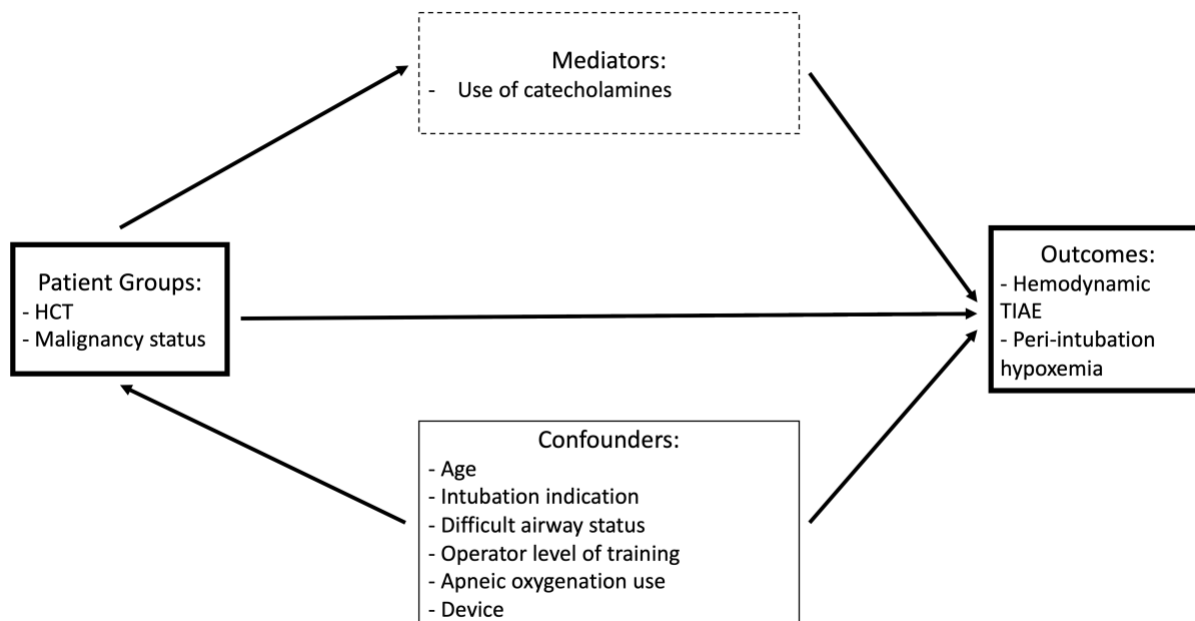 Mediators:
- Use of catecholamines
Patient Groups:
- HCT
- Malignancy status
Outcomes:
- Hemodynamic
TIAE
- Peri-intubation
hypoxemia
Confounders:
- Age
- Intubation indication
- Difficult airway status
- Operator level of training
- Apneic oxygenation use
- Device